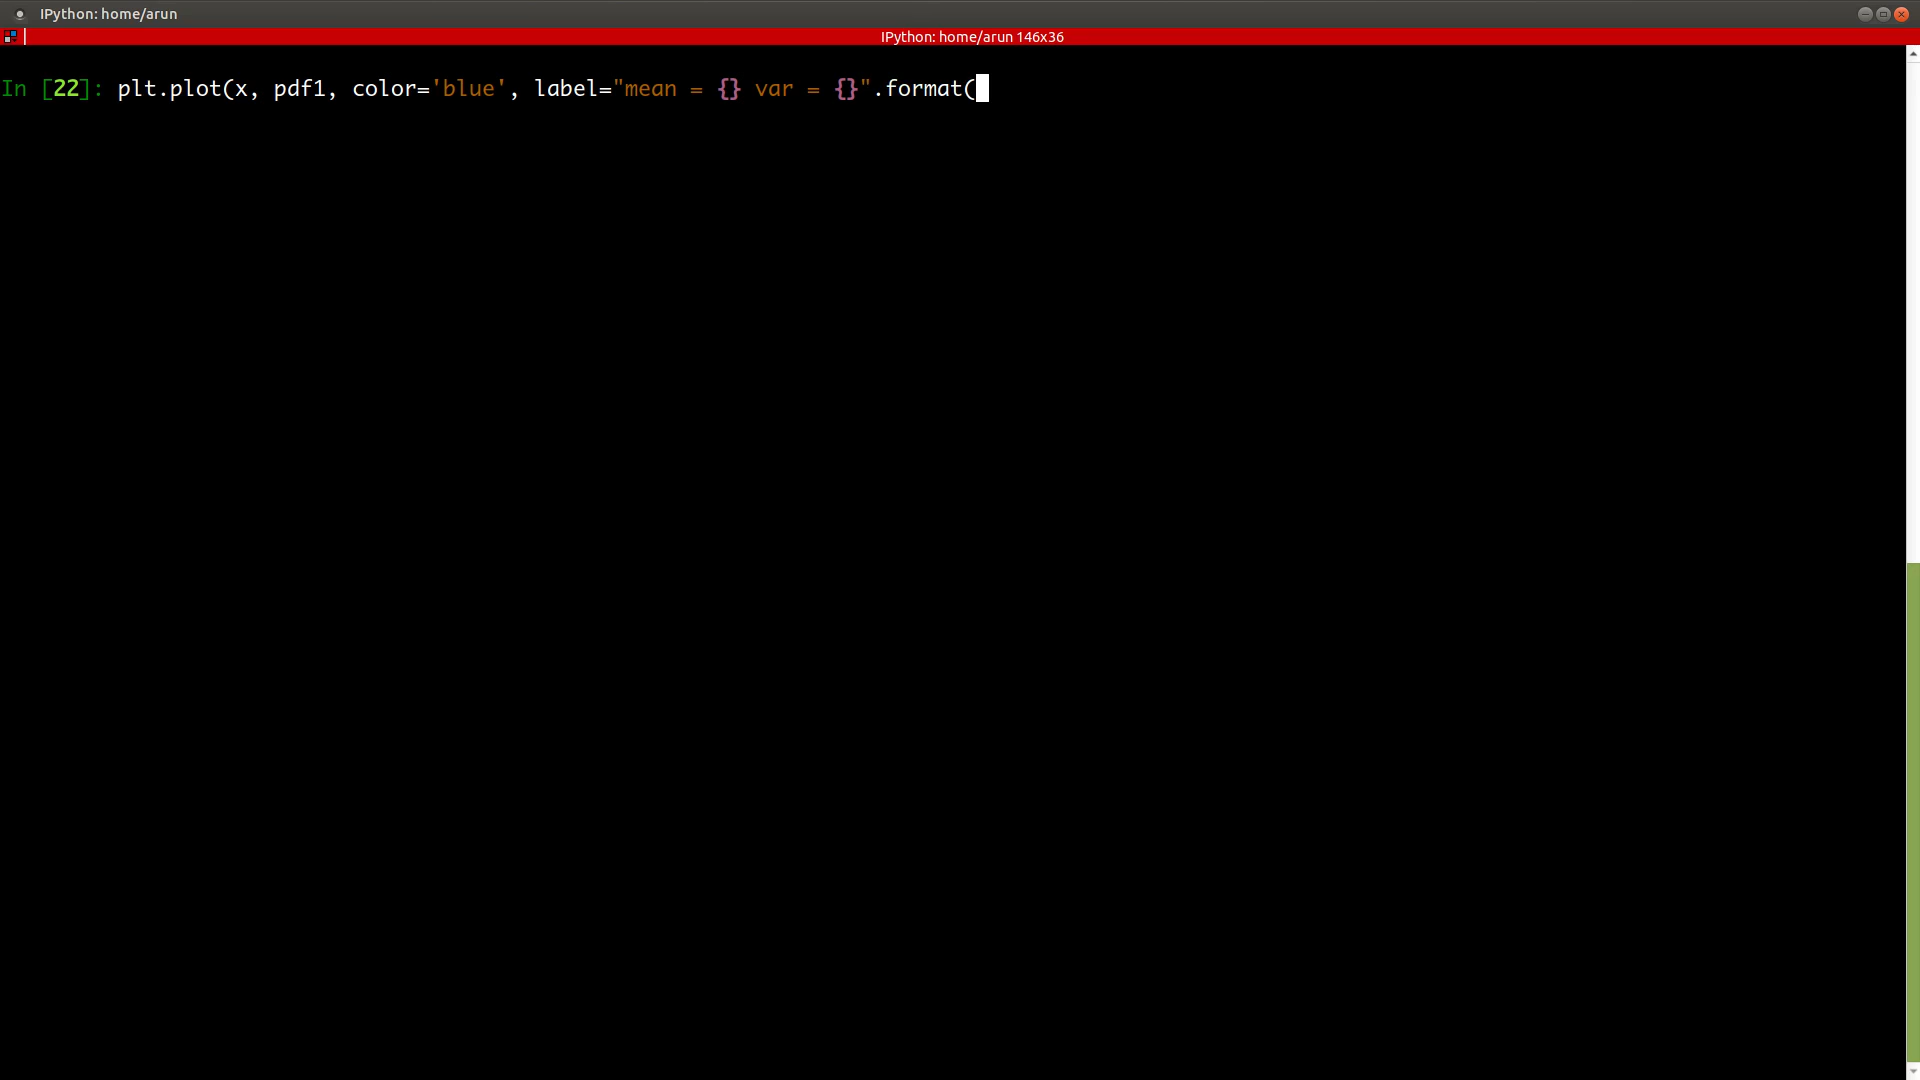 IPython: home/arun
IPython: home/arun 146x36
In [22]: plt.plot(x, pdf1, color='blue', label="mean = {} var = {}".format(